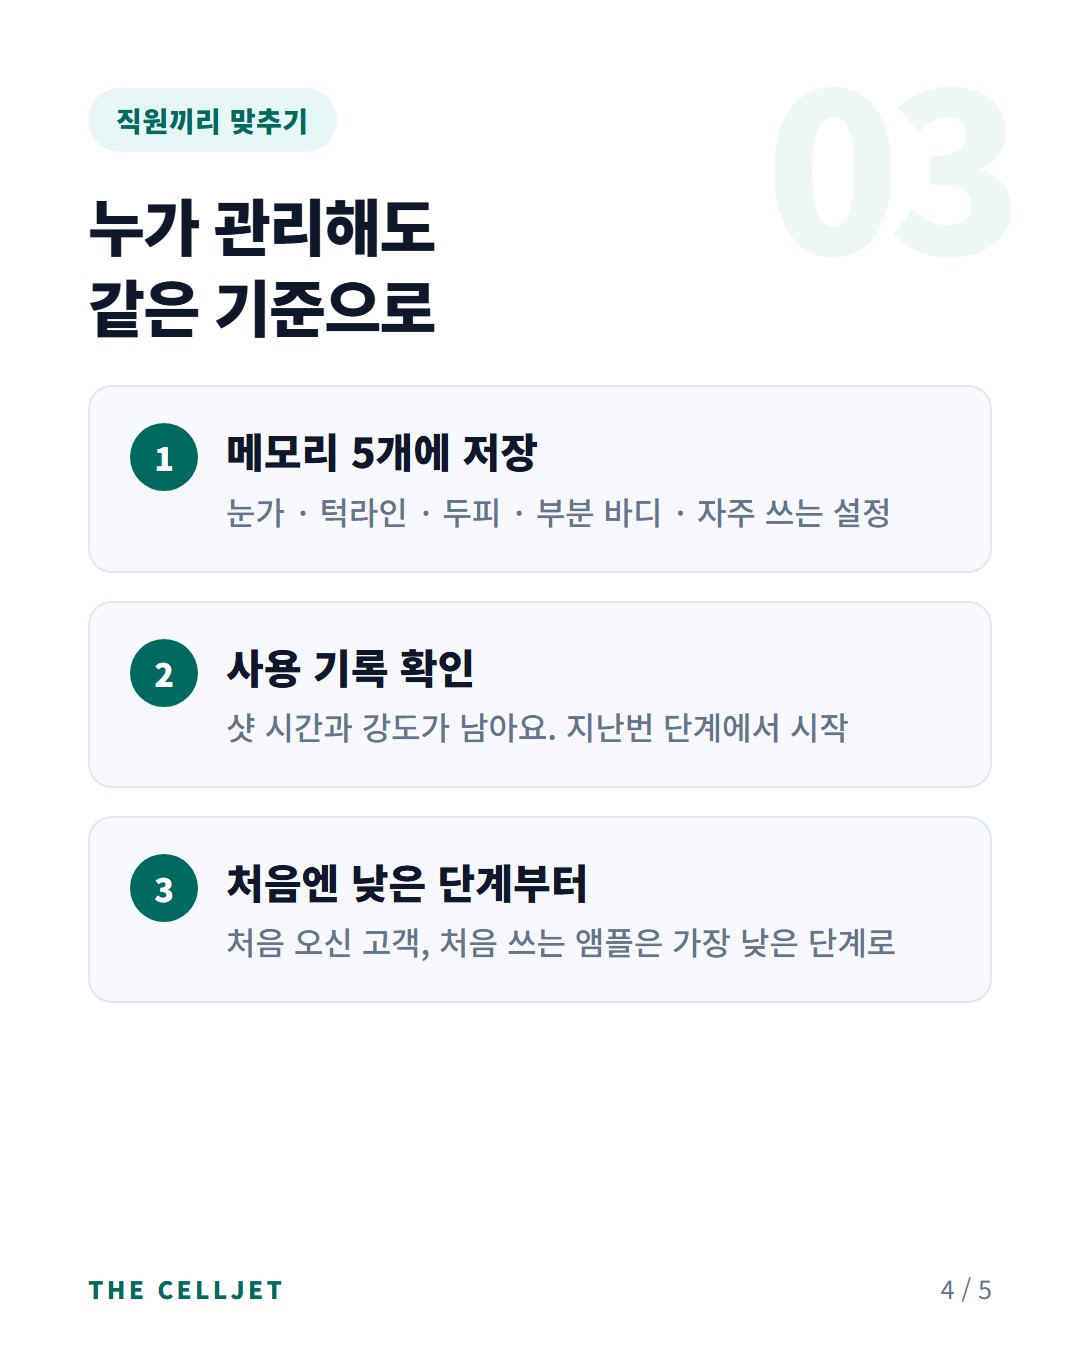 직원끼리 맞추기
03
누가 관리해도
같은 기준으로
1
메모리 5개에 저장
눈가 · 턱라인 · 두피 · 부분 바디 · 자주 쓰는 설정
2
사용 기록 확인
샷 시간과 강도가 남아요. 지난번 단계에서 시작
3
처음엔 낮은 단계부터
처음 오신 고객, 처음 쓰는 앰플은 가장 낮은 단계로
THE CELLJET
4 / 5